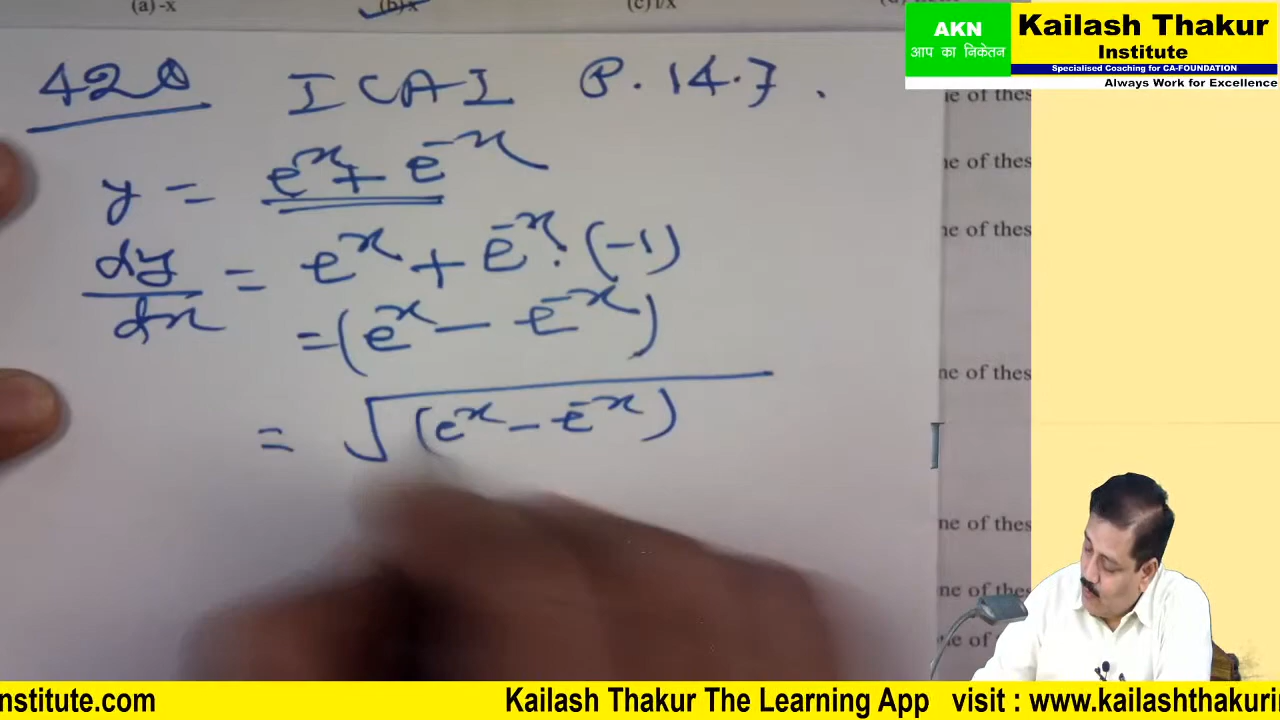 (a) -x (b) x (c) 1/x
AKN
आप का निकेतन
Kailash Thakur
Institute
Specialised Coaching for CA-FOUNDATION
Always Work for Excellence
420 ICAI P. 14.7.
y = e^x + e^-x
dy/dx = e^x + e^-x . (-1)
= (e^x - e^-x)
= √(e^x - e^-x)
ne of thes
ne of thes
ne of thes
ne of thes
ne of thes
ne of thes
nstitute.com Kailash Thakur The Learning App visit : www.kailashthakurin